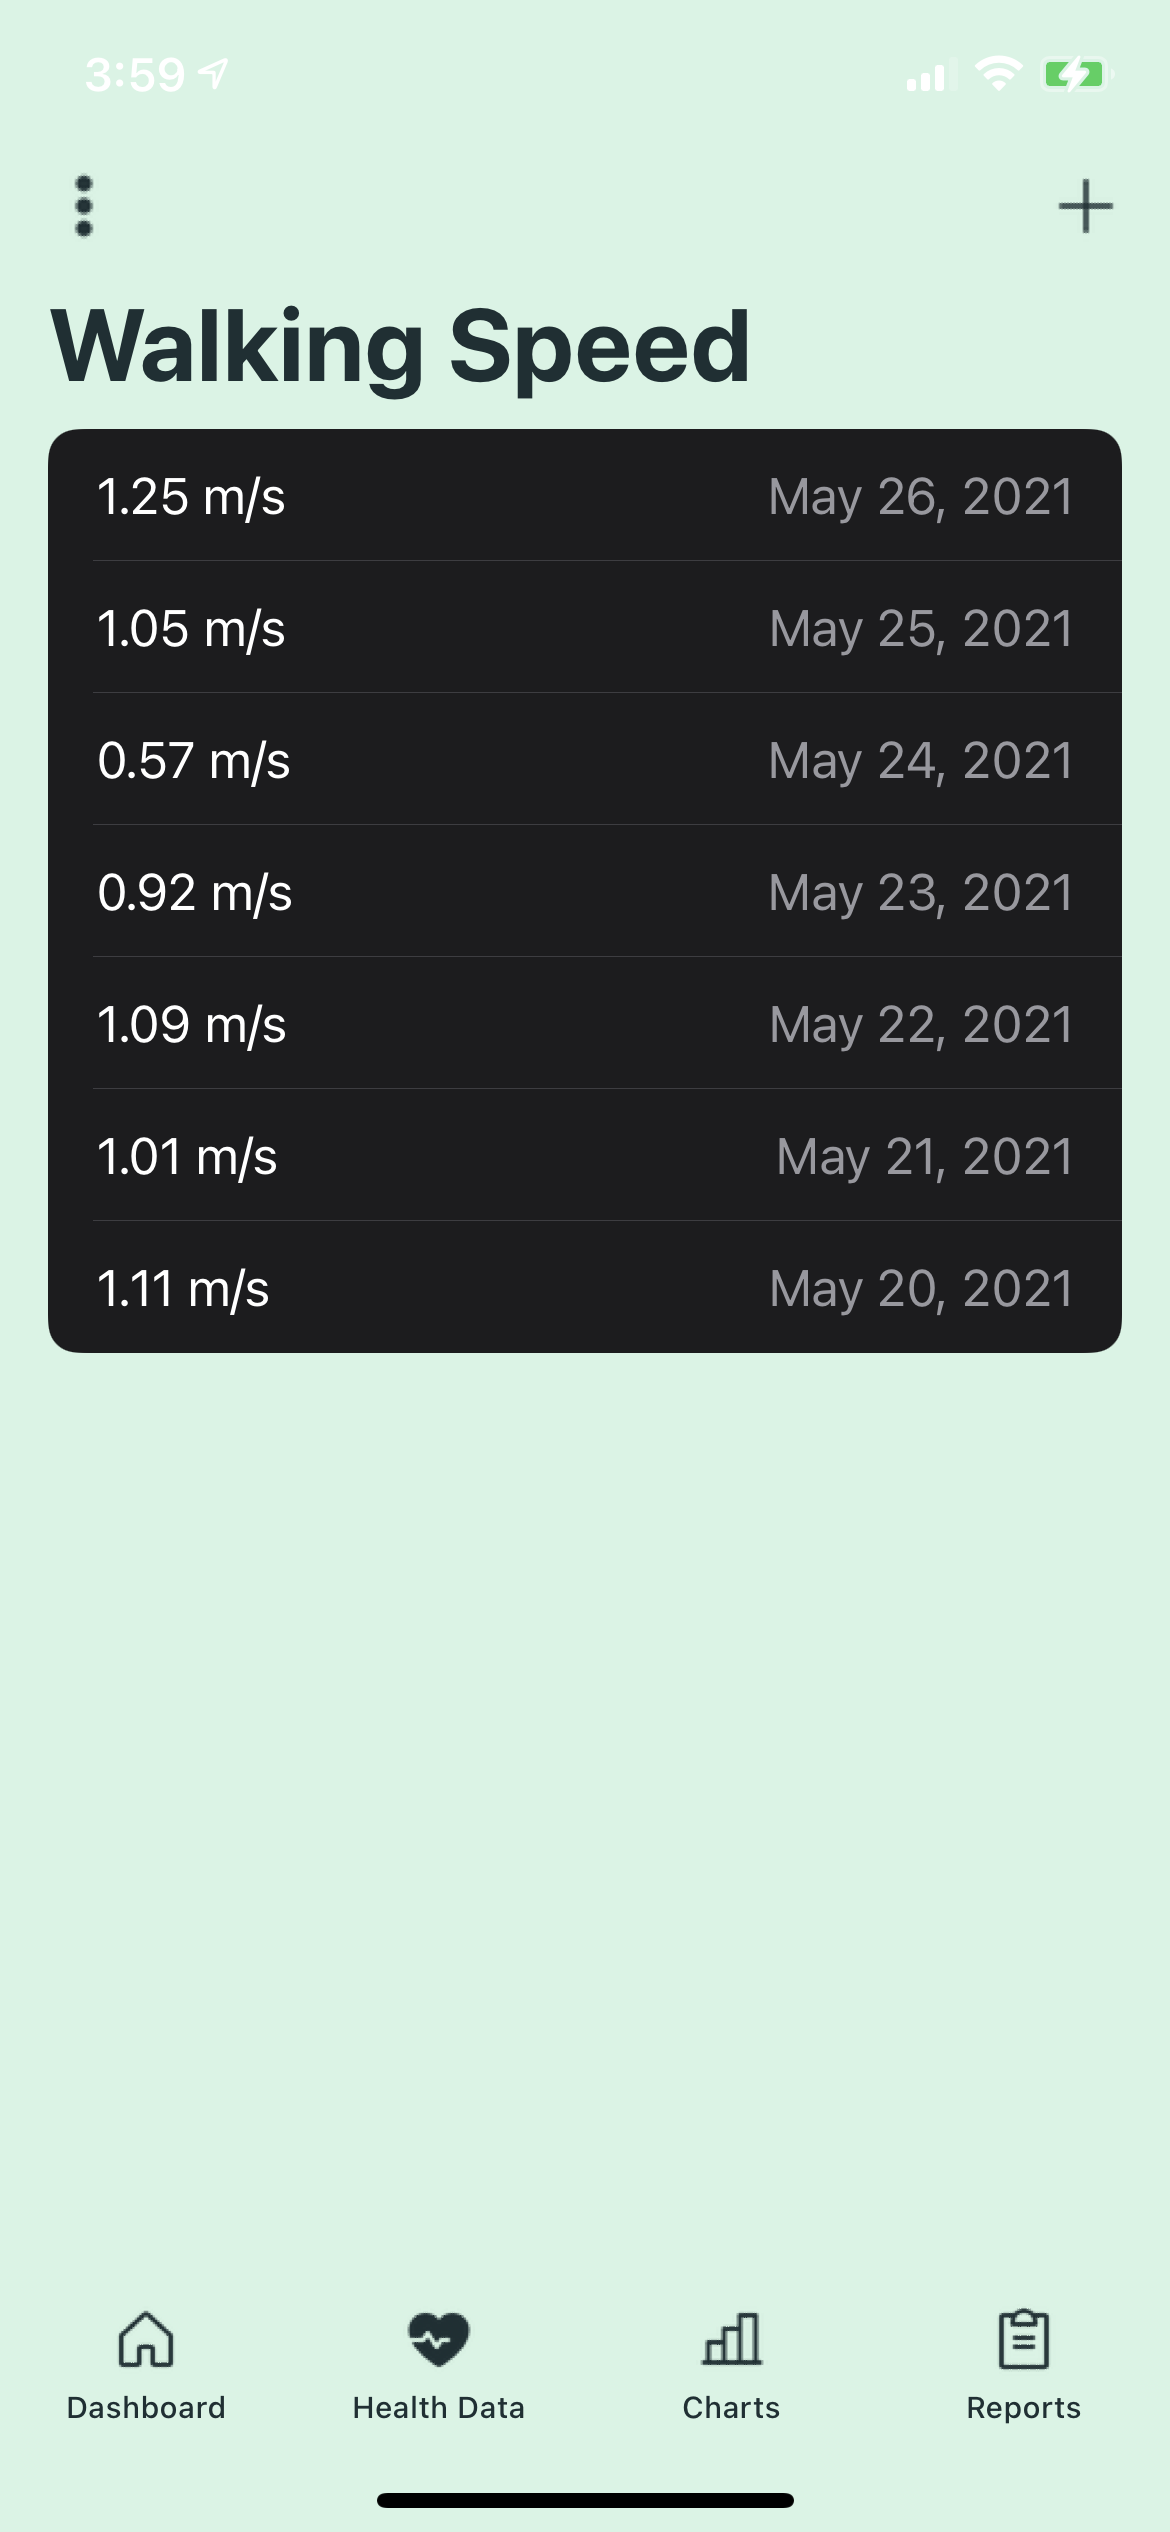 3:59
Walking Speed
1.25 m/s May 26, 2021
1.05 m/s May 25, 2021
0.57 m/s May 24, 2021
0.92 m/s May 23, 2021
1.09 m/s May 22, 2021
1.01 m/s May 21, 2021
1.11 m/s May 20, 2021
Dashboard Health Data Charts Reports